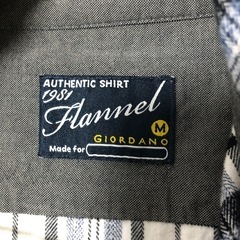 AUTHENTIC SHIRT
1981
Flannel
M
GIORDANO
Made for